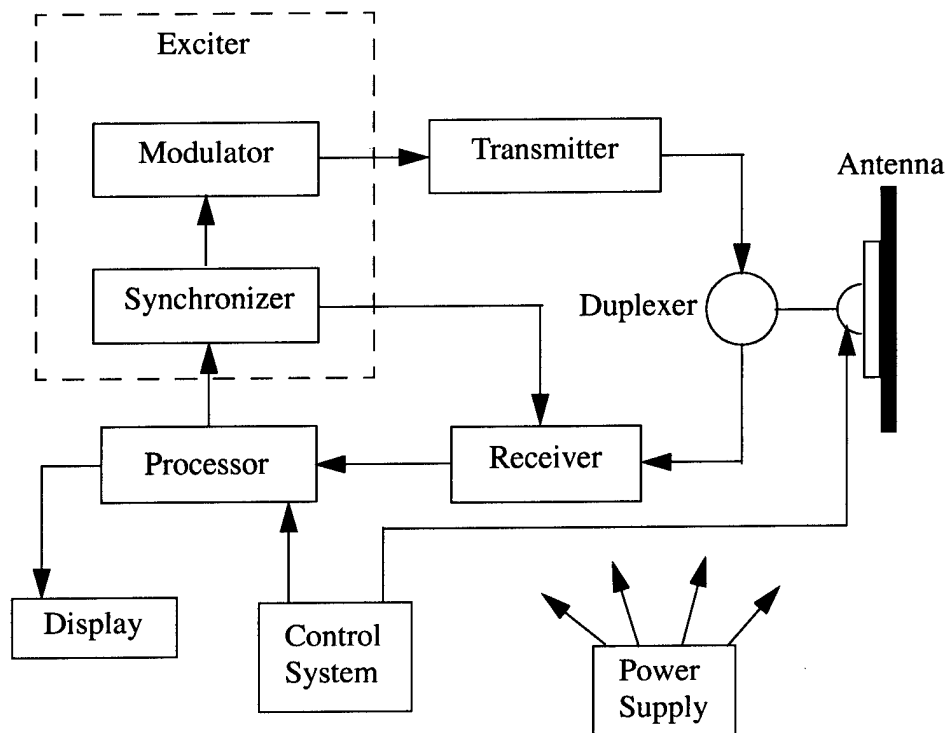 Exciter
Modulator
Transmitter
Antenna
Synchronizer
Duplexer
Processor
Receiver
Display
Control
System
Power
Supply